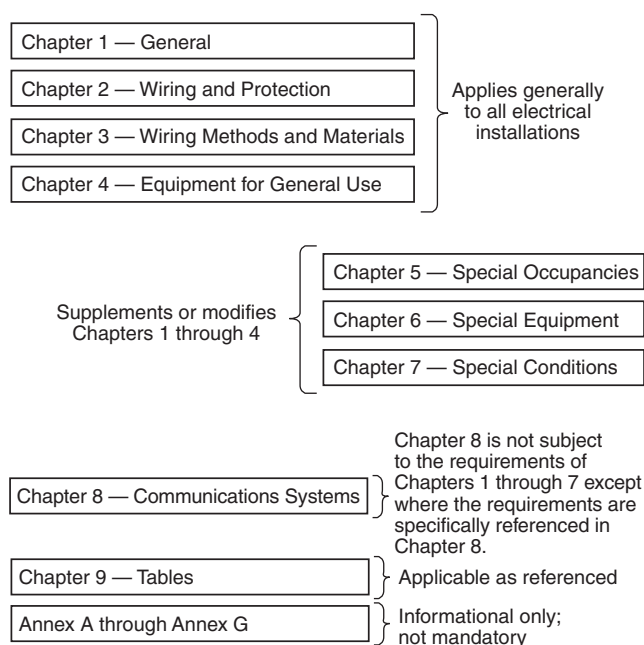 Chapter 1 — General
Chapter 2 — Wiring and Protection
Chapter 3 — Wiring Methods and Materials
Chapter 4 — Equipment for General Use
Applies generally
to all electrical
installations
Supplements or modifies
Chapters 1 through 4
Chapter 5 — Special Occupancies
Chapter 6 — Special Equipment
Chapter 7 — Special Conditions
Chapter 8 — Communications Systems
Chapter 8 is not subject
to the requirements of
Chapters 1 through 7 except
where the requirements are
specifically referenced in
Chapter 8.
Chapter 9 — Tables
Applicable as referenced
Annex A through Annex G
Informational only;
not mandatory